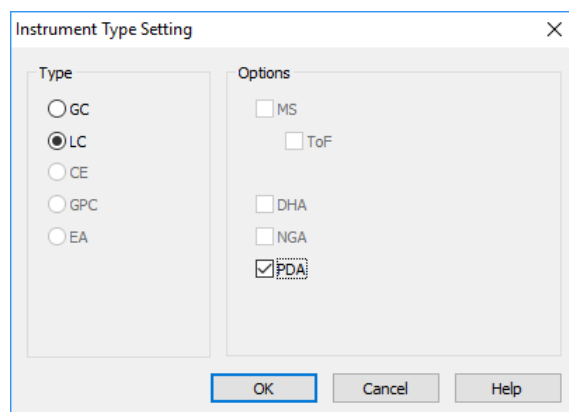 Instrument Type Setting
Type
GC
LC
CE
GPC
EA
Options
MS
ToF
DHA
NGA
PDA
OK
Cancel
Help